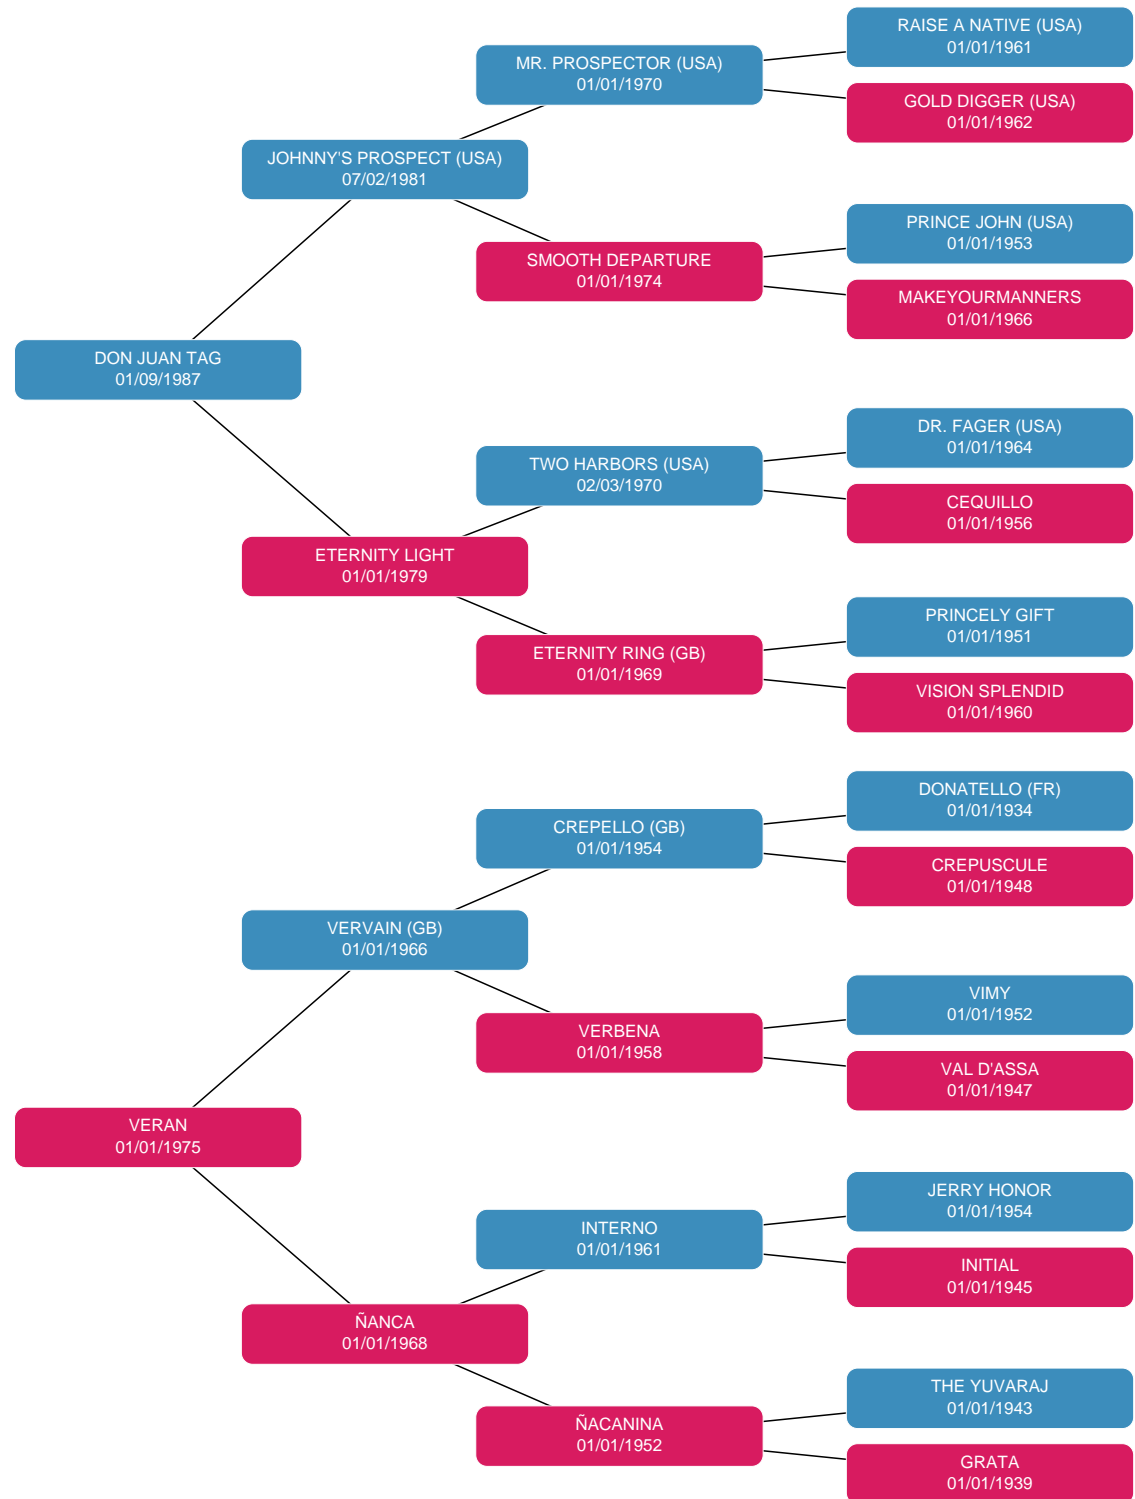 RAISE A NATIVE (USA)
01/01/1961
MR. PROSPECTOR (USA)
01/01/1970
GOLD DIGGER (USA)
01/01/1962
JOHNNY'S PROSPECT (USA)
07/02/1981
PRINCE JOHN (USA)
01/01/1953
SMOOTH DEPARTURE
01/01/1974
MAKEYOURMANNERS
01/01/1966
DON JUAN TAG
01/09/1987
DR. FAGER (USA)
01/01/1964
TWO HARBORS (USA)
02/03/1970
CEQUILLO
01/01/1956
ETERNITY LIGHT
01/01/1979
PRINCELY GIFT
01/01/1951
ETERNITY RING (GB)
01/01/1969
VISION SPLENDID
01/01/1960
DONATELLO (FR)
01/01/1934
CREPELLO (GB)
01/01/1954
CREPUSCULE
01/01/1948
VERVAIN (GB)
01/01/1966
VIMY
01/01/1952
VERBENA
01/01/1958
VAL D'ASSA
01/01/1947
VERAN
01/01/1975
JERRY HONOR
01/01/1954
INTERNO
01/01/1961
INITIAL
01/01/1945
ÑANCA
01/01/1968
THE YUVARAJ
01/01/1943
ÑACANINA
01/01/1952
GRATA
01/01/1939